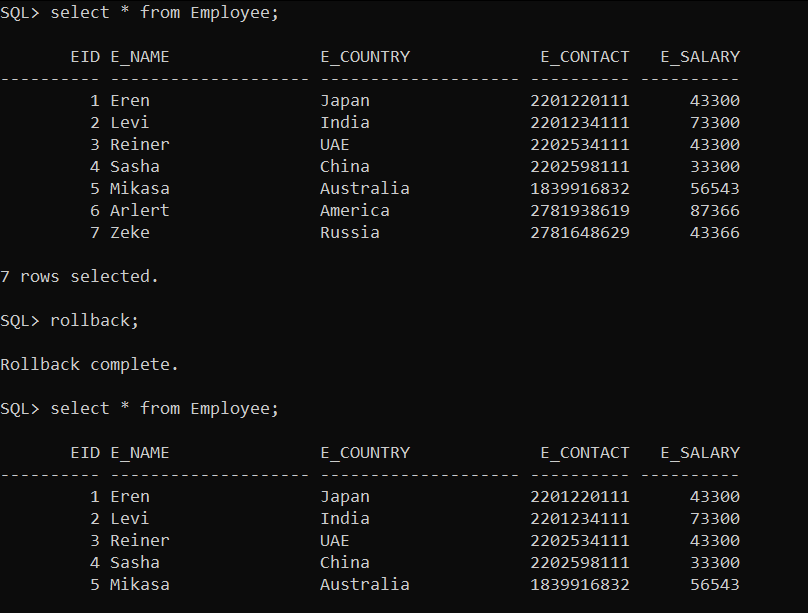 SQL> select * from Employee;
EID E_NAME E_COUNTRY E_CONTACT E_SALARY
---------- -------------------- -------------------- ---------- ----------
1 Eren Japan 2201220111 43300
2 Levi India 2201234111 73300
3 Reiner UAE 2202534111 43300
4 Sasha China 2202598111 33300
5 Mikasa Australia 1839916832 56543
6 Arlert America 2781938619 87366
7 Zeke Russia 2781648629 43366
7 rows selected.
SQL> rollback;
Rollback complete.
SQL> select * from Employee;
EID E_NAME E_COUNTRY E_CONTACT E_SALARY
---------- -------------------- -------------------- ---------- ----------
1 Eren Japan 2201220111 43300
2 Levi India 2201234111 73300
3 Reiner UAE 2202534111 43300
4 Sasha China 2202598111 33300
5 Mikasa Australia 1839916832 56543